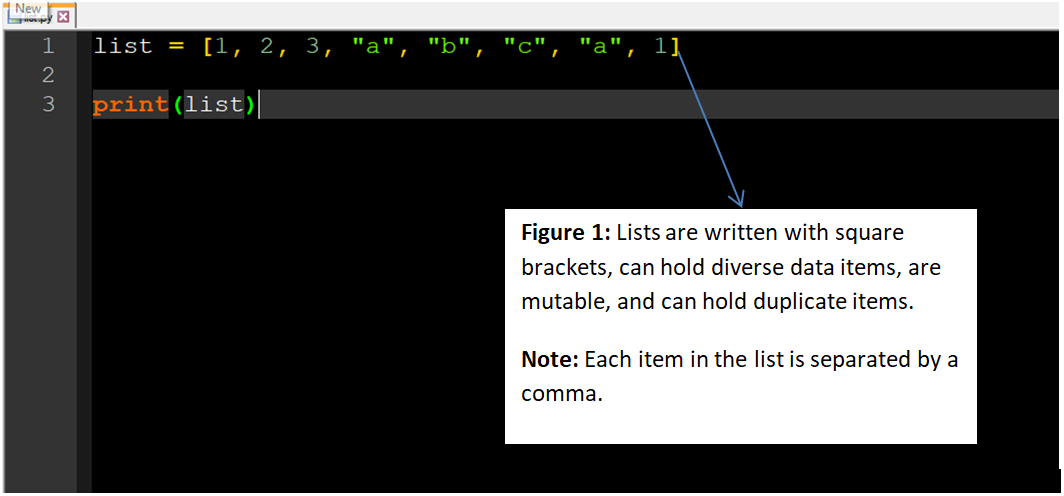 New
list.py
1 list = [1, 2, 3, "a", "b", "c", "a", 1]
2
3 print(list)
Figure 1: Lists are written with square
brackets, can hold diverse data items, are
mutable, and can hold duplicate items.
Note: Each item in the list is separated by a
comma.